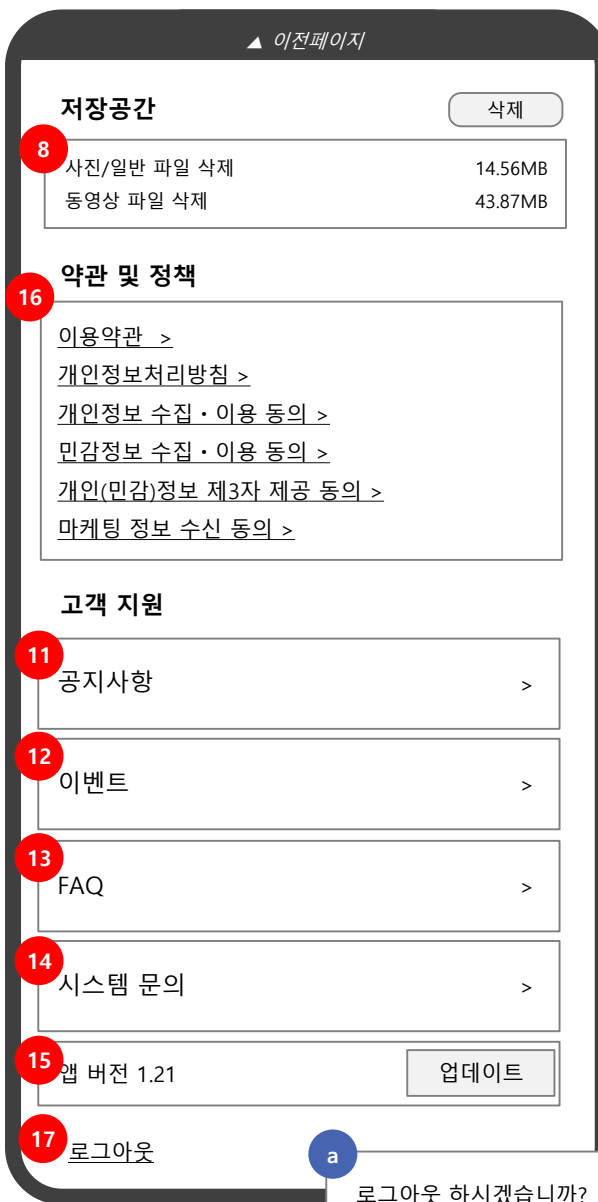 ▲ 이전페이지
저장공간 삭제
8
사진/일반 파일 삭제 14.56MB
동영상 파일 삭제 43.87MB
약관 및 정책
16
이용약관 >
개인정보처리방침 >
개인정보 수집・이용 동의 >
민감정보 수집・이용 동의 >
개인(민감)정보 제3자 제공 동의 >
마케팅 정보 수신 동의 >
고객 지원
11
공지사항 >
12
이벤트 >
13
FAQ >
14
시스템 문의 >
15
앱 버전 1.21 업데이트
17
로그아웃
a
로그아웃 하시겠습니까?